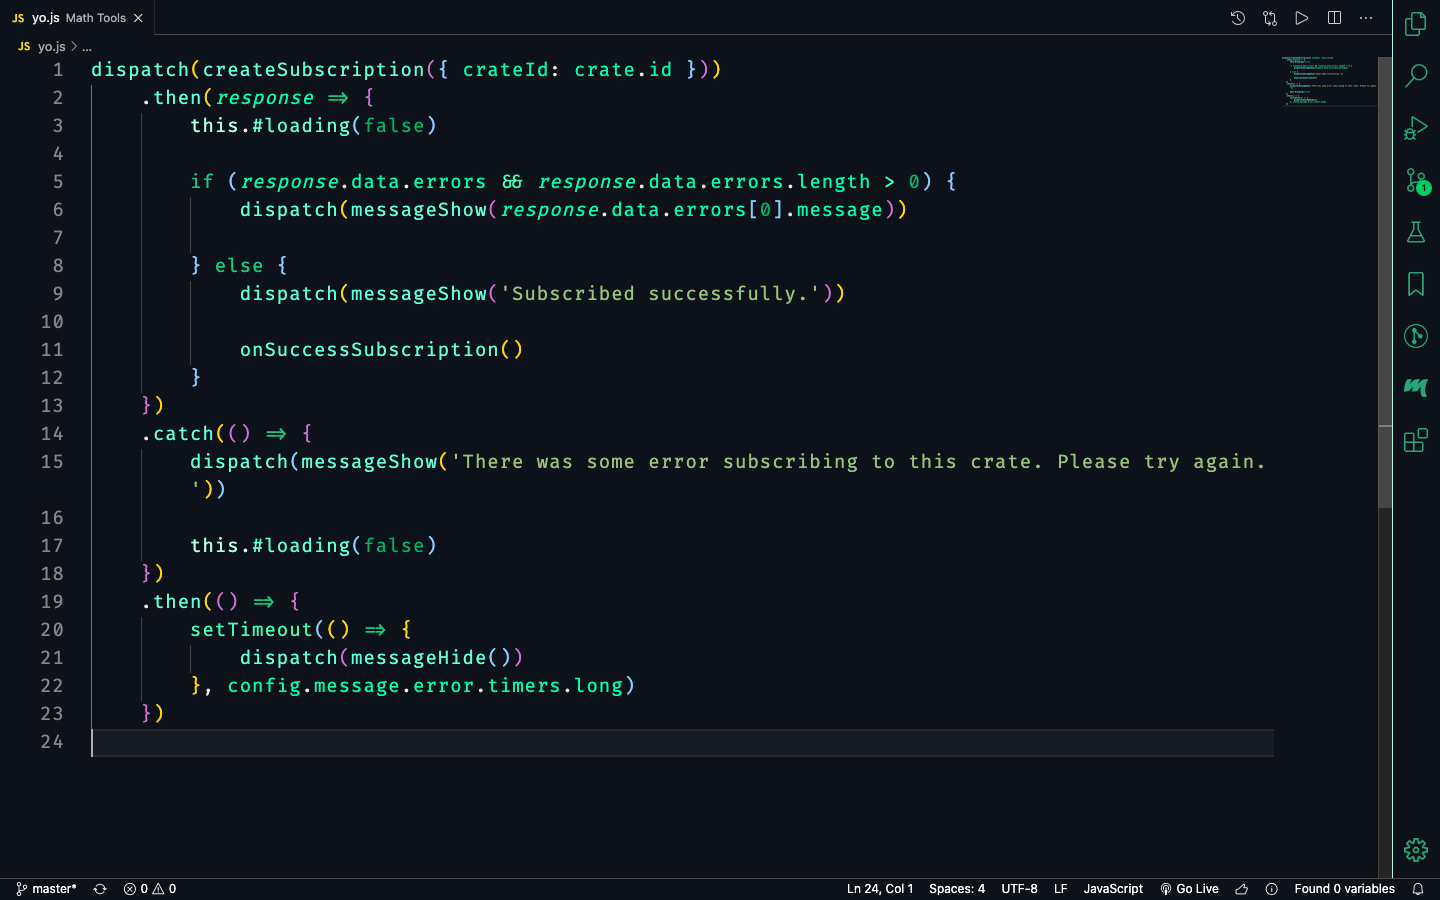 JS yo.js Math Tools
JS yo.js > ...
1 dispatch(createSubscription({ crateId: crate.id }))
2 .then(response => {
3 this.#loading(false)
4
5 if (response.data.errors && response.data.errors.length > 0) {
6 dispatch(messageShow(response.data.errors[0].message))
7
8 } else {
9 dispatch(messageShow('Subscribed successfully.'))
10
11 onSuccessSubscription()
12 }
13 })
14 .catch(() => {
15 dispatch(messageShow('There was some error subscribing to this crate. Please try again.
'))
16
17 this.#loading(false)
18 })
19 .then(() => {
20 setTimeout(() => {
21 dispatch(messageHide())
22 }, config.message.error.timers.long)
23 })
24
1
master* 0 0 Ln 24, Col 1 Spaces: 4 UTF-8 LF JavaScript Go Live Found 0 variables